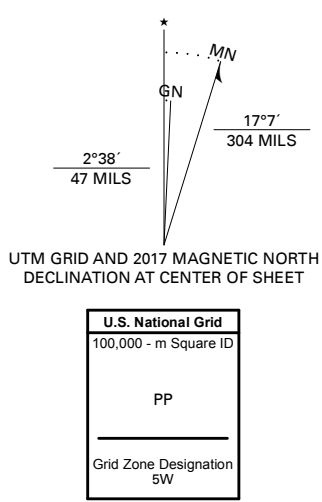 ★
MN
GN
17°7´
304 MILS
2°38´
47 MILS
UTM GRID AND 2017 MAGNETIC NORTH
DECLINATION AT CENTER OF SHEET
U.S. National Grid
100,000 - m Square ID
PP
Grid Zone Designation
5W